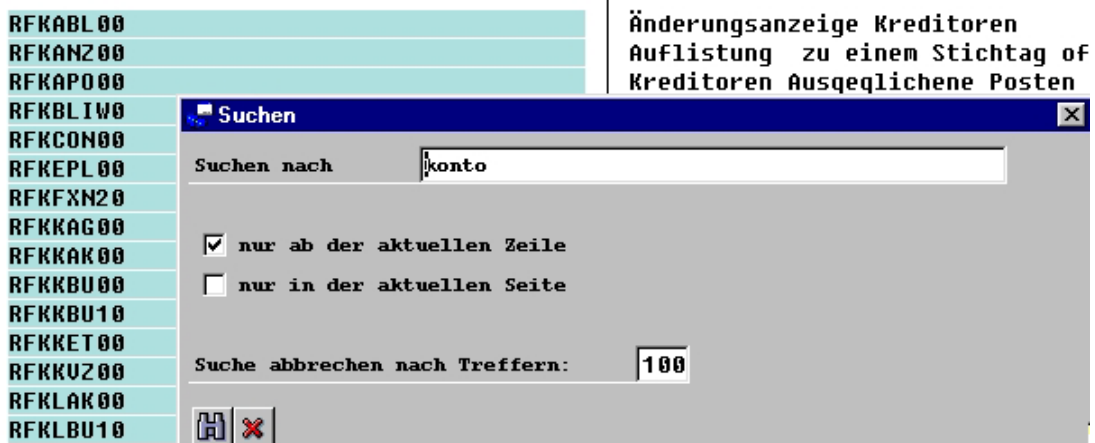 RFKABL00 Änderungsanzeige Kreditoren
RFKANZ00 Auflistung zu einem Stichtag of
RFKAPO00 Kreditoren Ausgeglichene Posten
RFKBLIW0
Suchen
RFKCON00
RFKEPL00
Suchen nach konto
RFKFXN20
RFKKAG00
nur ab der aktuellen Zeile
RFKKAK00
RFKKBU00
nur in der aktuellen Seite
RFKKBU10
RFKKET00
RFKKVZ00
Suche abbrechen nach Treffern: 100
RFKLAK00
RFKLBU10